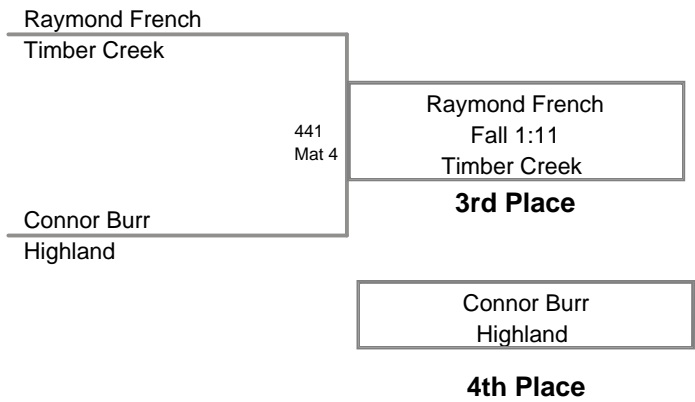 Raymond French
Timber Creek
441
Mat 4
Raymond French
Fall 1:11
Timber Creek
3rd Place
Connor Burr
Highland
Connor Burr
Highland
4th Place